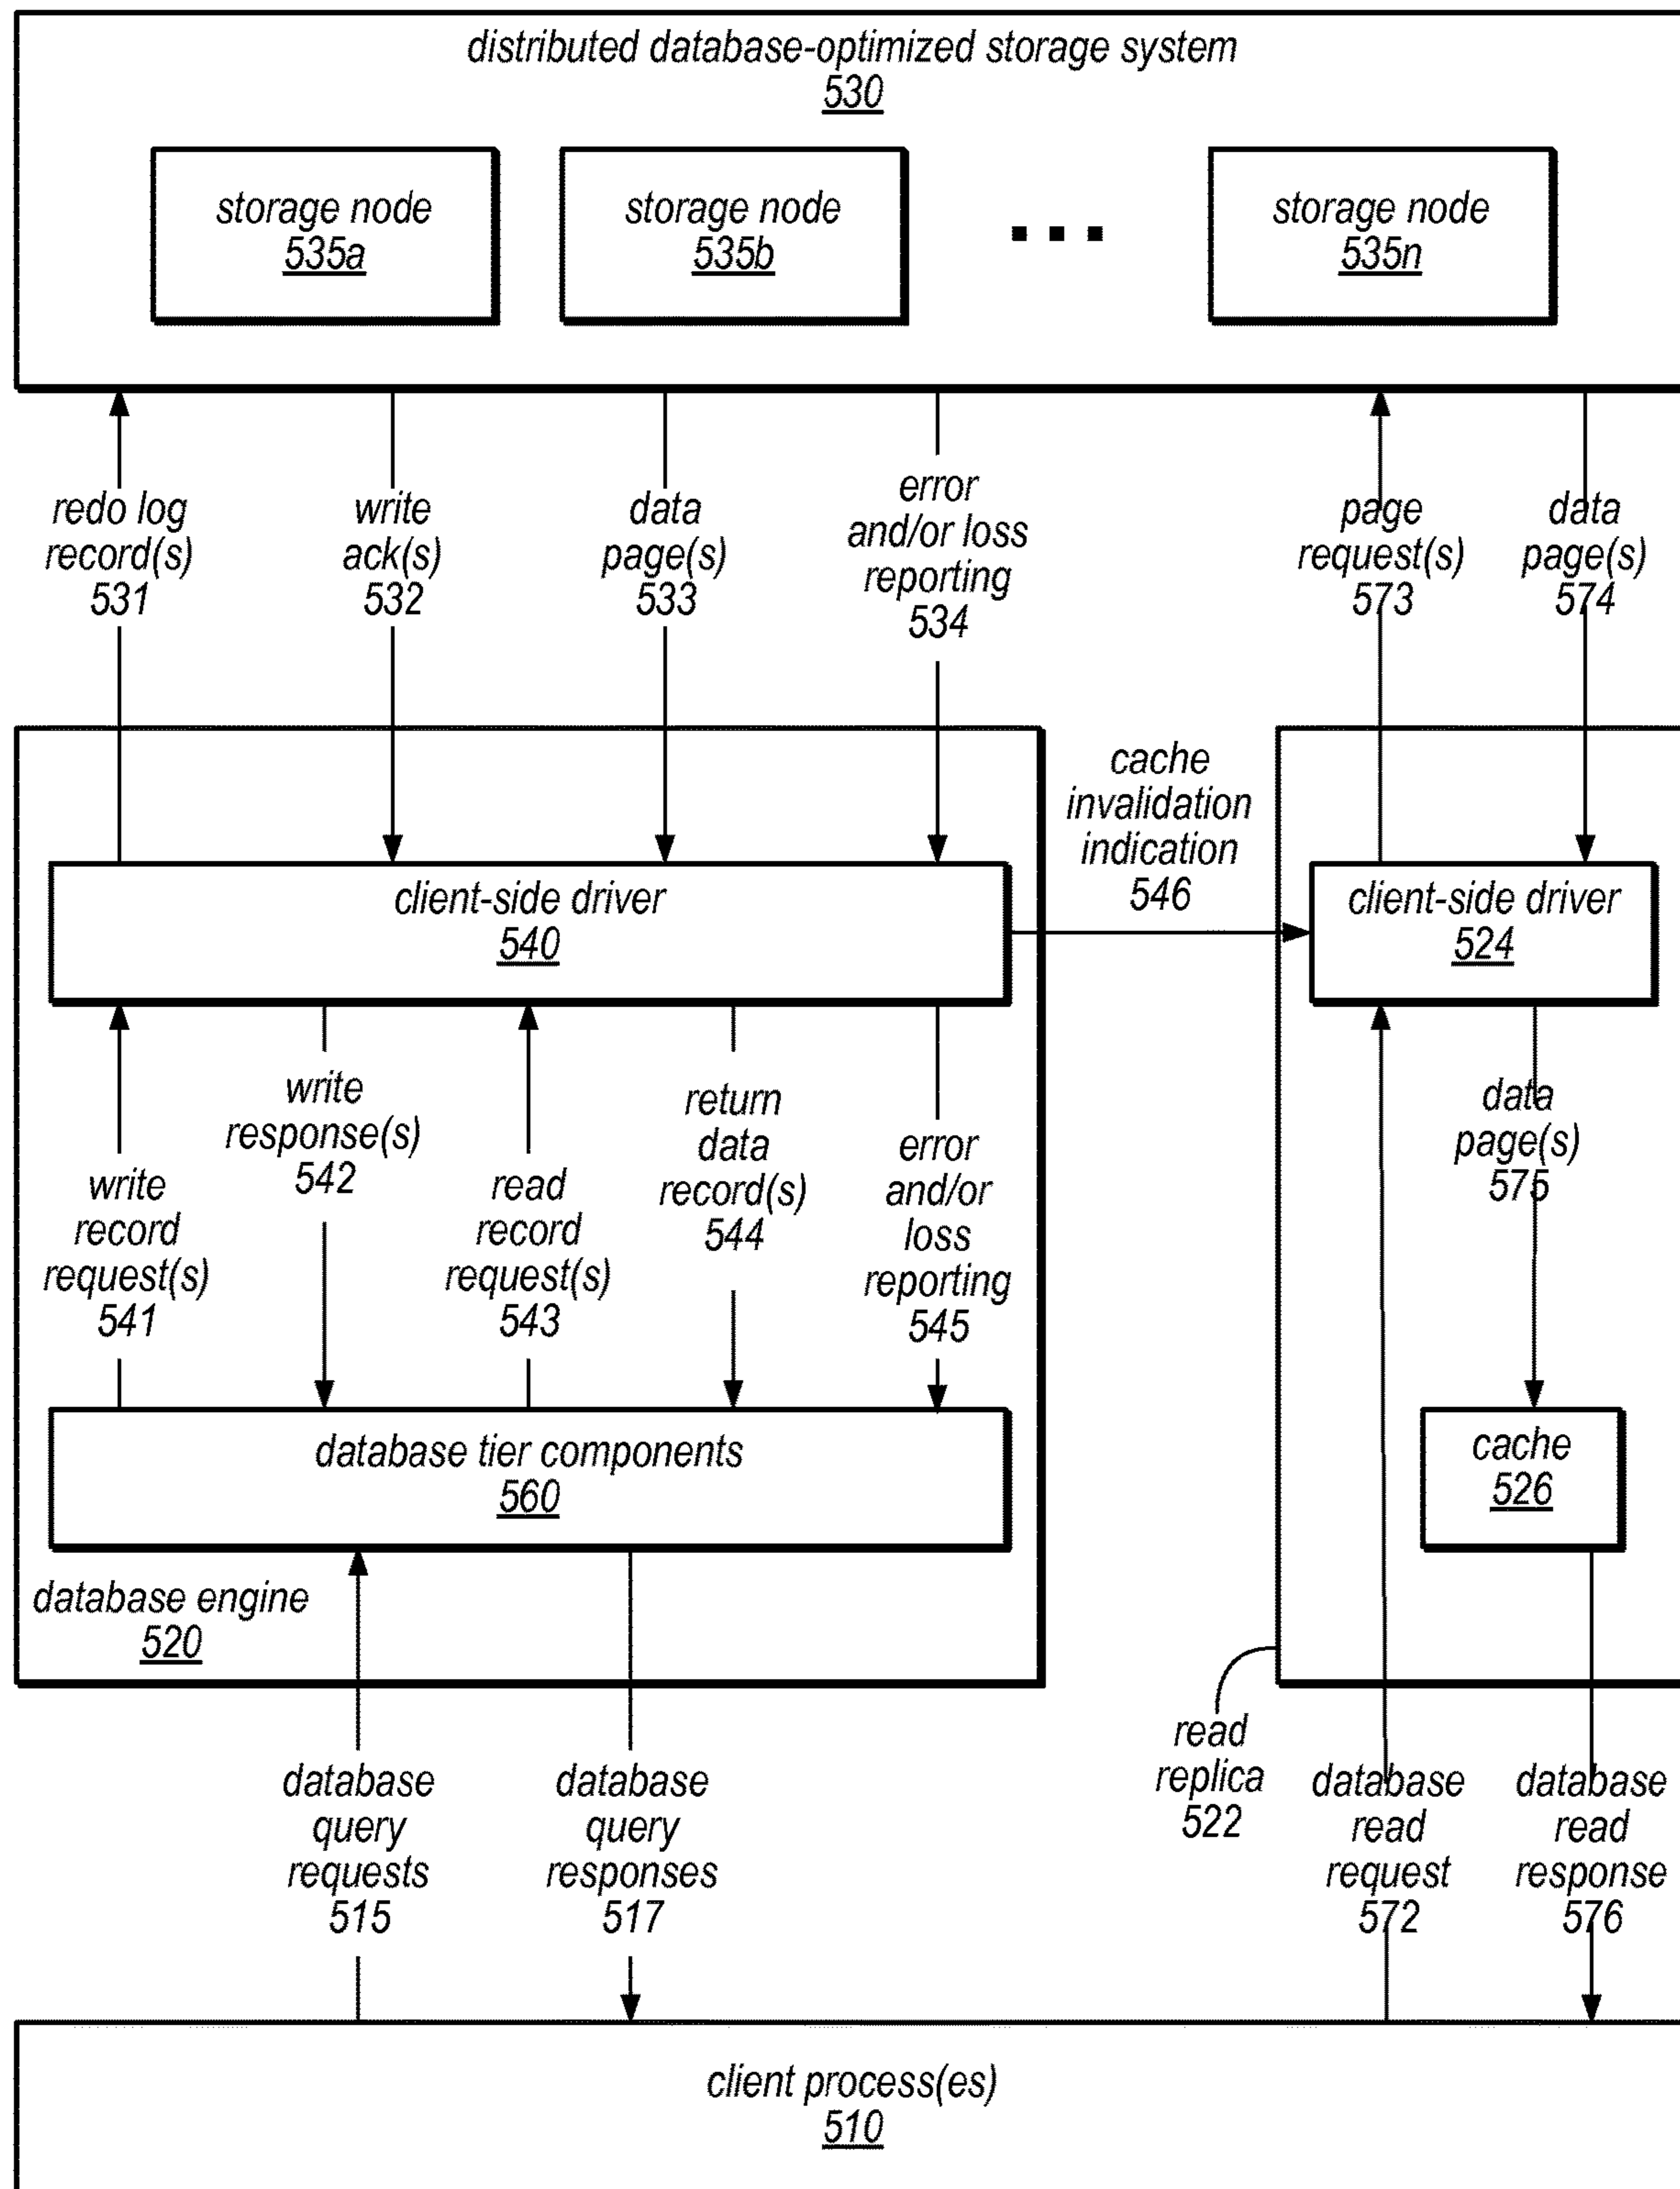 distributed database-optimized storage system
530
storage node
535a
storage node
535b
storage node
535n
redo log
record(s)
531
write
ack(s)
532
data
page(s)
533
error
and/or loss
reporting
534
page
request(s)
573
data
page(s)
574
cache
invalidation
indication
546
client-side driver
540
client-side driver
524
write
record
request(s)
541
write
response(s)
542
read
record
request(s)
543
return
data
record(s)
544
error
and/or
loss
reporting
545
data
page(s)
575
database tier components
560
cache
526
database engine
520
read
replica
522
database
query
requests
515
database
query
responses
517
database
read
request
572
database
read
response
576
client process(es)
510